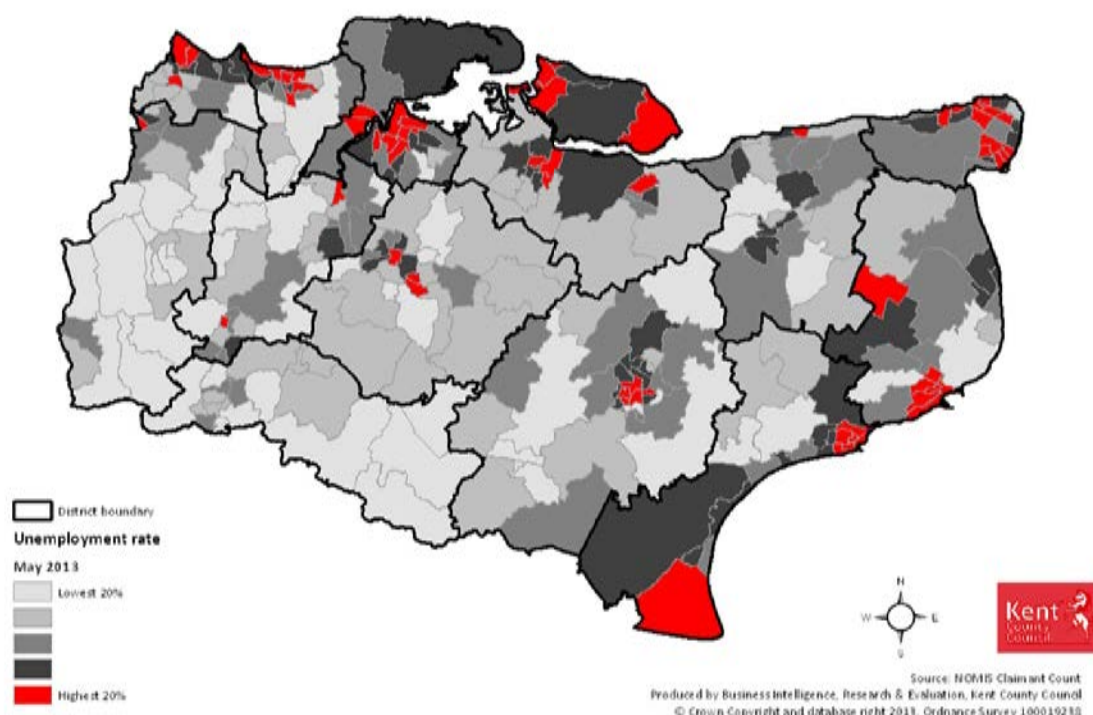 District boundary
Unemployment rate
May 2013
Lowest 20%
Highest 20%
N
W
E
S
Kent
County
Council
Source: NOMIS Claimant Count
Produced by Business Intelligence, Research & Evaluation, Kent County Council
© Crown Copyright and database right 2013, Ordnance Survey 100019238